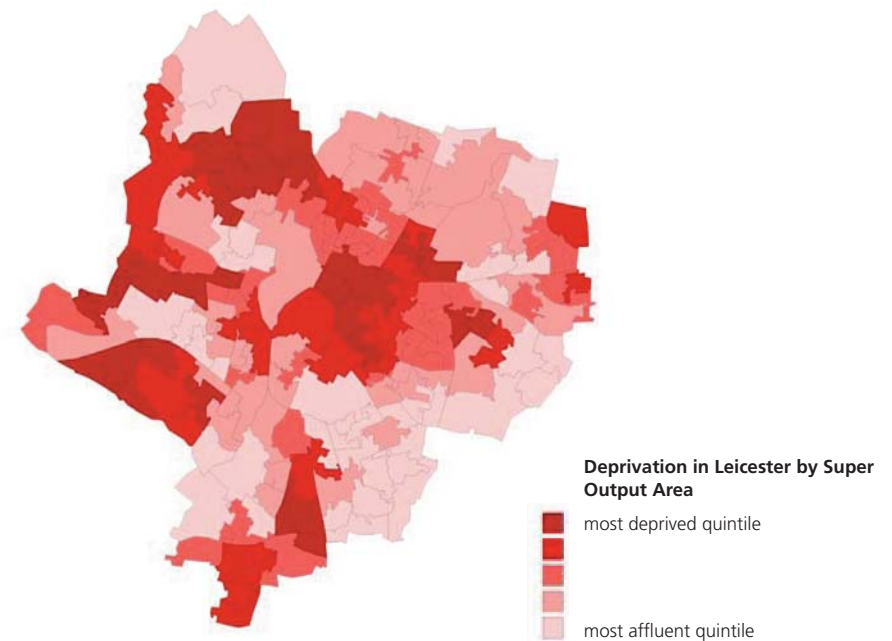 Deprivation in Leicester by Super
Output Area
most deprived quintile
most affluent quintile